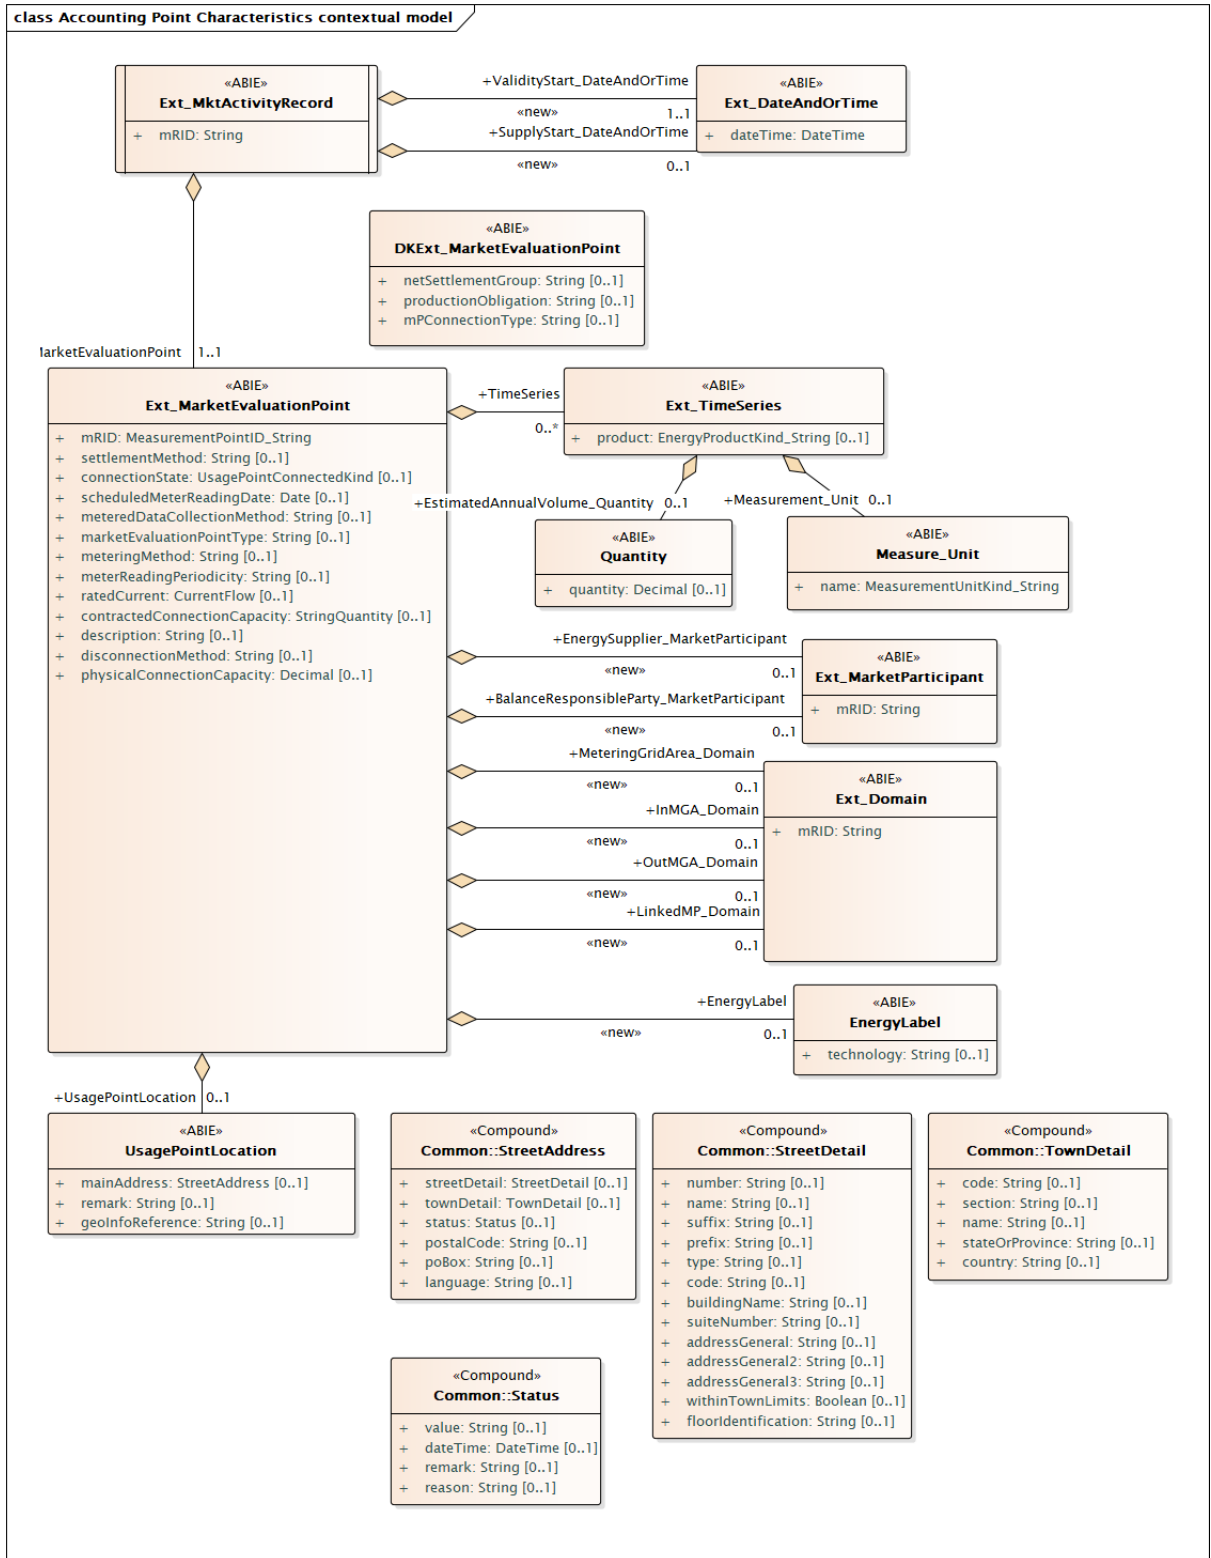 class Accounting Point Characteristics contextual model
«ABIE»
Ext_MktActivityRecord
+ mRID: String
+ValidityStart_DateAndOrTime
«new»
1..1
+SupplyStart_DateAndOrTime
«new»
0..1
«ABIE»
Ext_DateAndOrTime
+ dateTime: DateTime
«ABIE»
DKExt_MarketEvaluationPoint
+ netSettlementGroup: String [0..1]
+ productionObligation: String [0..1]
+ mPConnectionType: String [0..1]
larketEvaluationPoint 1..1
«ABIE»
Ext_MarketEvaluationPoint
+ mRID: MeasurementPointID_String
+ settlementMethod: String [0..1]
+ connectionState: UsagePointConnectedKind [0..1]
+ scheduledMeterReadingDate: Date [0..1]
+ meteredDataCollectionMethod: String [0..1]
+ marketEvaluationPointType: String [0..1]
+ meteringMethod: String [0..1]
+ meterReadingPeriodicity: String [0..1]
+ ratedCurrent: CurrentFlow [0..1]
+ contractedConnectionCapacity: StringQuantity [0..1]
+ description: String [0..1]
+ disconnectionMethod: String [0..1]
+ physicalConnectionCapacity: Decimal [0..1]
+TimeSeries
0..*
«ABIE»
Ext_TimeSeries
+ product: EnergyProductKind_String [0..1]
+EstimatedAnnualVolume_Quantity 0..1
+Measurement_Unit 0..1
«ABIE»
Quantity
+ quantity: Decimal [0..1]
«ABIE»
Measure_Unit
+ name: MeasurementUnitKind_String
+EnergySupplier_MarketParticipant
«new»
0..1
+BalanceResponsibleParty_MarketParticipant
«new»
0..1
«ABIE»
Ext_MarketParticipant
+ mRID: String
+MeteringGridArea_Domain
«new»
0..1
+InMGA_Domain
«new»
0..1
+OutMGA_Domain
«new»
0..1
+LinkedMP_Domain
«new»
0..1
«ABIE»
Ext_Domain
+ mRID: String
+EnergyLabel
«new»
0..1
«ABIE»
EnergyLabel
+ technology: String [0..1]
+UsagePointLocation 0..1
«ABIE»
UsagePointLocation
+ mainAddress: StreetAddress [0..1]
+ remark: String [0..1]
+ geoInfoReference: String [0..1]
«Compound»
Common::StreetAddress
+ streetDetail: StreetDetail [0..1]
+ townDetail: TownDetail [0..1]
+ status: Status [0..1]
+ postalCode: String [0..1]
+ poBox: String [0..1]
+ language: String [0..1]
«Compound»
Common::StreetDetail
+ number: String [0..1]
+ name: String [0..1]
+ suffix: String [0..1]
+ prefix: String [0..1]
+ type: String [0..1]
+ code: String [0..1]
+ buildingName: String [0..1]
+ suiteNumber: String [0..1]
+ addressGeneral: String [0..1]
+ addressGeneral2: String [0..1]
+ addressGeneral3: String [0..1]
+ withinTownLimits: Boolean [0..1]
+ floorIdentification: String [0..1]
«Compound»
Common::TownDetail
+ code: String [0..1]
+ section: String [0..1]
+ name: String [0..1]
+ stateOrProvince: String [0..1]
+ country: String [0..1]
«Compound»
Common::Status
+ value: String [0..1]
+ dateTime: DateTime [0..1]
+ remark: String [0..1]
+ reason: String [0..1]